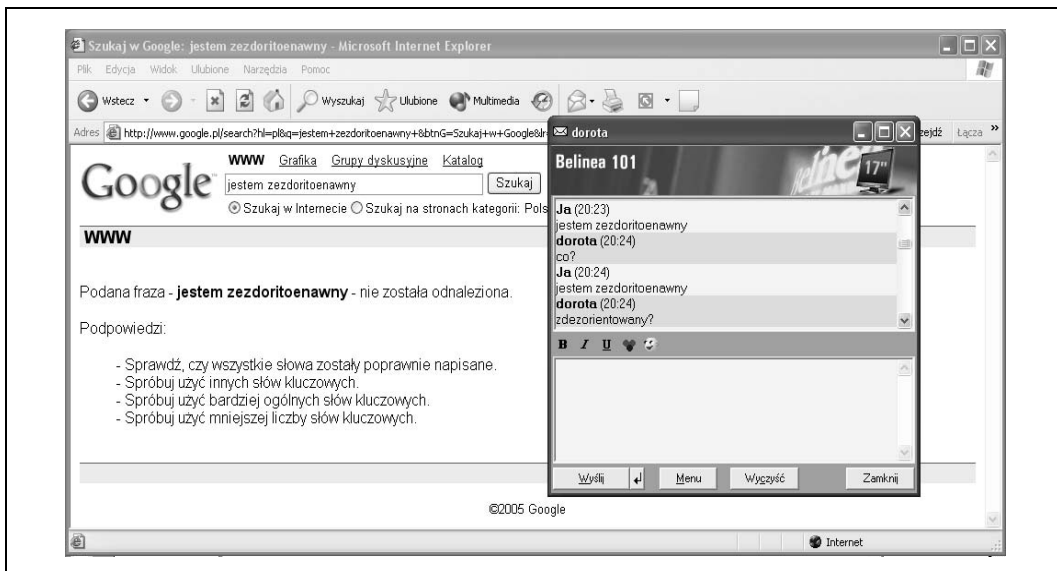 Szukaj w Google: jestem zezdoritoenawny - Microsoft Internet Explorer
Plik Edycja Widok Ulubione Narzędzia Pomoc
Wstecz Wyszukaj Ulubione Multimedia
Adres http://www.google.pl/search?hl=pl&q=jestem+zezdoritoenawny+&btnG=Szukaj+w+Google&lr
zejdź Łącza »
Google
WWW Grafika Grupy dyskusyjne Katalog
jestem zezdoritoenawny Szukaj
Szukaj w Internecie Szukaj na stronach kategorii: Pols
WWW
Podana fraza - jestem zezdoritoenawny - nie została odnaleziona.
Podpowiedzi:
- Sprawdź, czy wszystkie słowa zostały poprawnie napisane.
- Spróbuj użyć innych słów kluczowych.
- Spróbuj użyć bardziej ogólnych słów kluczowych.
- Spróbuj użyć mniejszej liczby słów kluczowych.
©2005 Google
Internet
dorota
Belinea 101
17"
Ja (20:23)
jestem zezdoritoenawny
dorota (20:24)
co?
Ja (20:24)
jestem zezdoritoenawny
dorota (20:24)
zdezorientowany?
B I U
Wyślij Menu Wyczyść Zamknij